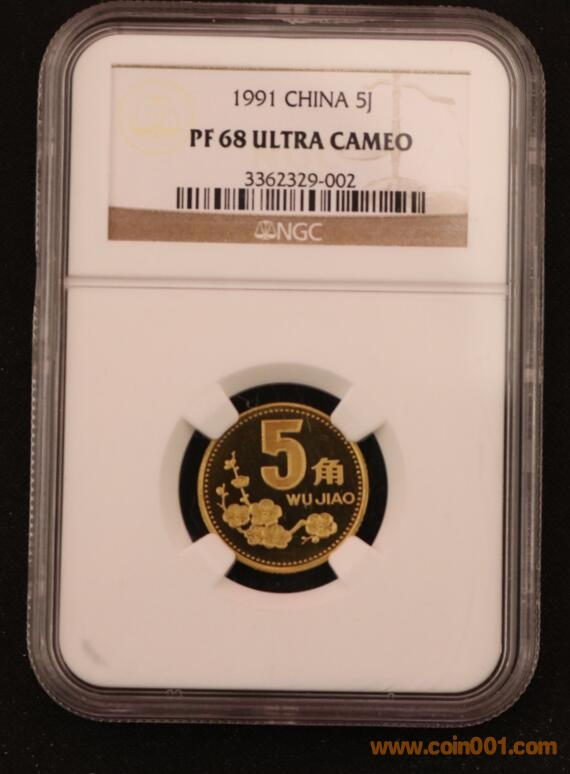 1991 CHINA 5J
PF 68 ULTRA CAMEO
3362329-002
NGC
5角
WU JIAO
www.coin001.com